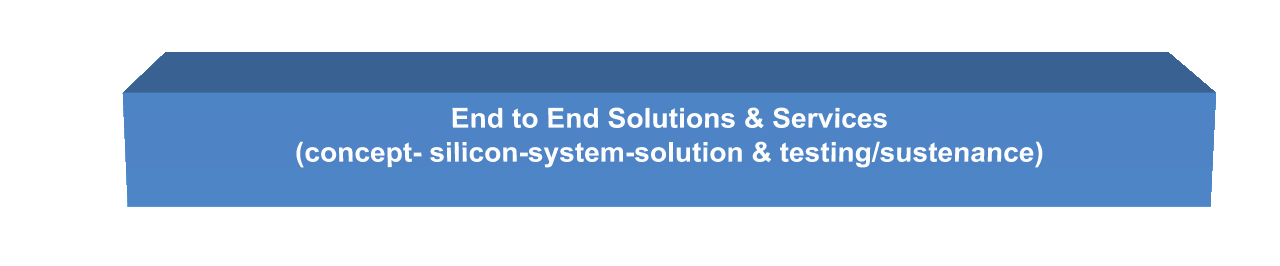 End to End Solutions & Services
(concept- silicon-system-solution & testing/sustenance)